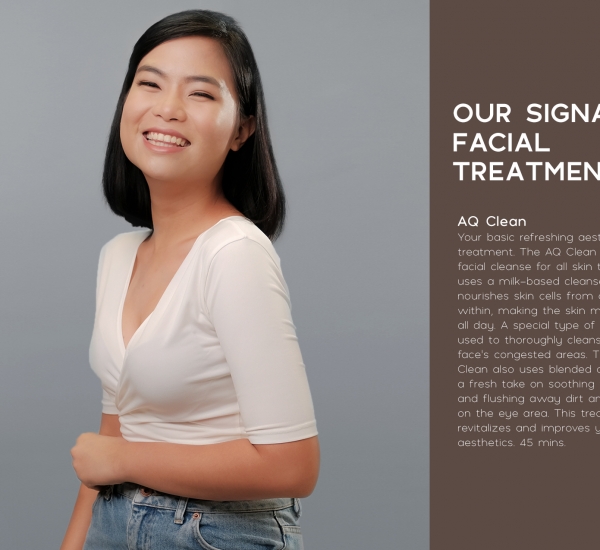 OUR SIGNA
FACIAL
TREATMEN
AQ Clean
Your basic refreshing aest
treatment. The AQ Clean
facial cleanse for all skin t
uses a milk-based cleanse
nourishes skin cells from
within, making the skin m
all day. A special type of
used to thoroughly cleans
face's congested areas. T
Clean also uses blended
a fresh take on soothing
and flushing away dirt an
on the eye area. This trea
revitalizes and improves y
aesthetics. 45 mins.